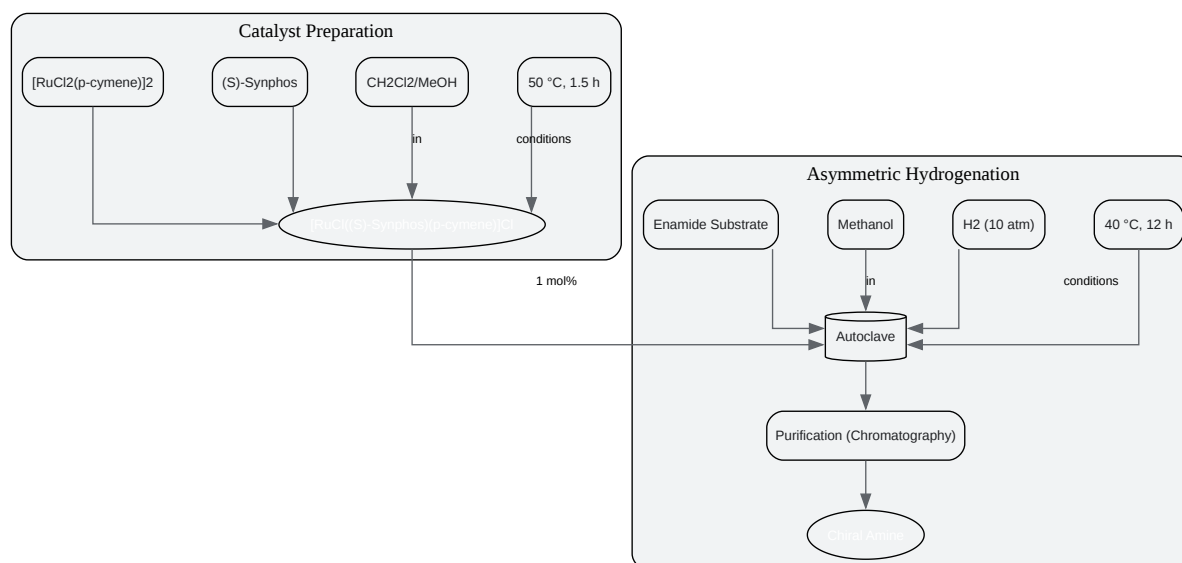 Catalyst Preparation
[RuCl2(p-cymene)]2
(S)-Synphos
CH2Cl2/MeOH
50 °C, 1.5 h
in
conditions
[RuCl((S)-Synphos)(p-cymene)]Cl
1 mol%
Asymmetric Hydrogenation
Enamide Substrate
Methanol
H2 (10 atm)
40 °C, 12 h
in
conditions
Autoclave
Purification (Chromatography)
Chiral Amine